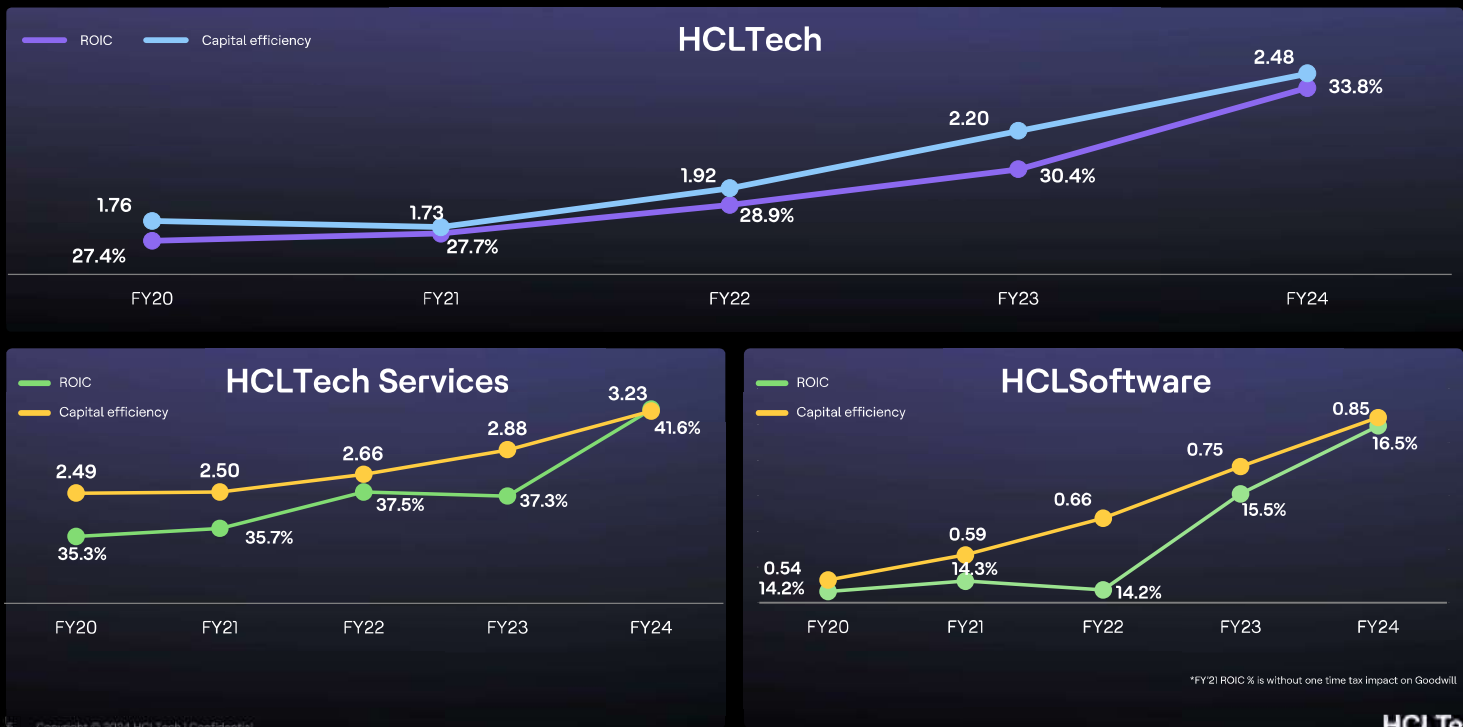 HCLTech
ROIC
Capital efficiency
2.48
33.8%
2.20
30.4%
1.92
28.9%
1.76
1.73
27.4%
27.7%
FY20 FY21 FY22 FY23 FY24
HCLTech Services
ROIC
Capital efficiency
3.23
41.6%
2.88
2.66
2.49
2.50
37.5%
37.3%
35.3%
35.7%
FY20 FY21 FY22 FY23 FY24
HCLSoftware
ROIC
Capital efficiency
0.85
16.5%
0.75
0.66
15.5%
0.59
0.54
14.3%
14.2%
14.2%
FY20 FY21 FY22 FY23 FY24
*FY'21 ROIC % is without one time tax impact on Goodwill
Copyright © 2024 HCLTech | Confidential